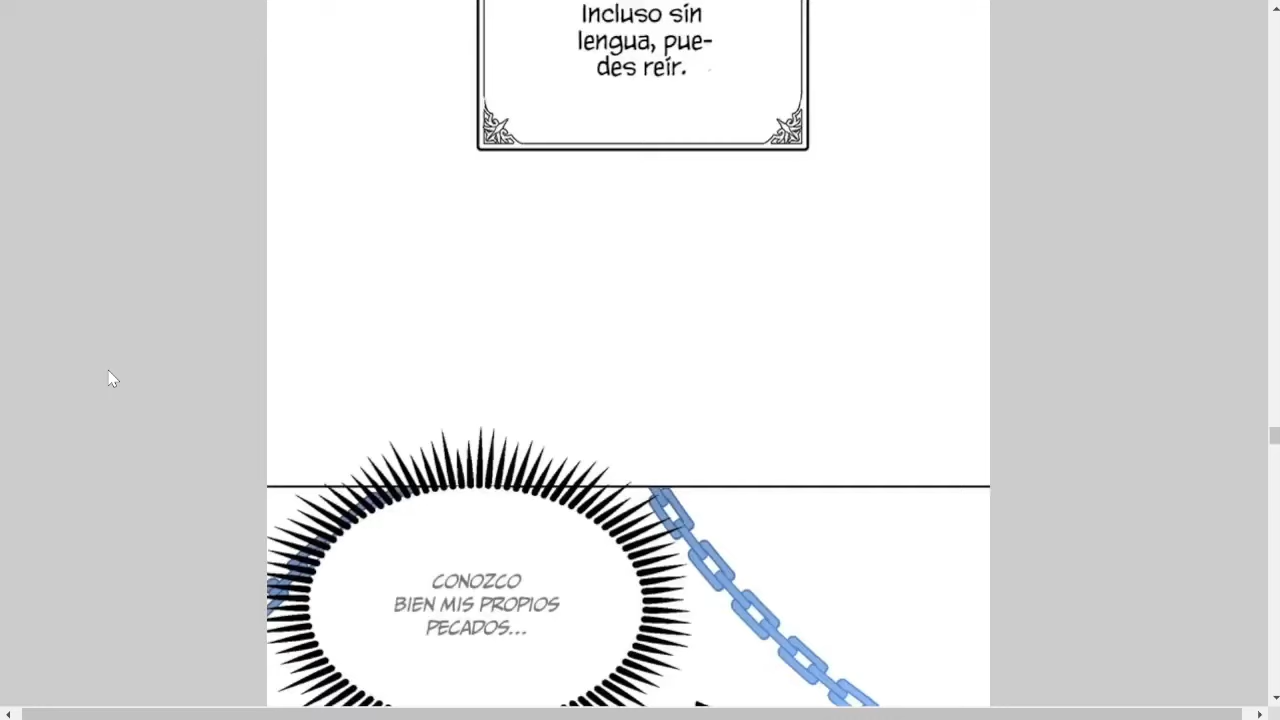 Incluso sin
lengua, pue-
des reír.
CONOZCO
BIEN MIS PROPIOS
PECADOS...